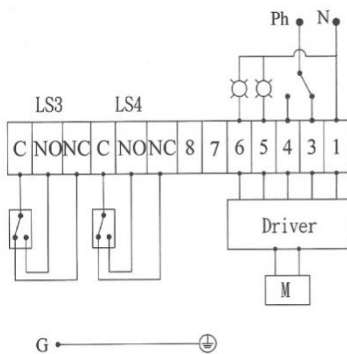 Ph N
LS3 LS4
C NO NC C NO NC 8 7 6 5 4 3 1
Driver
M
G